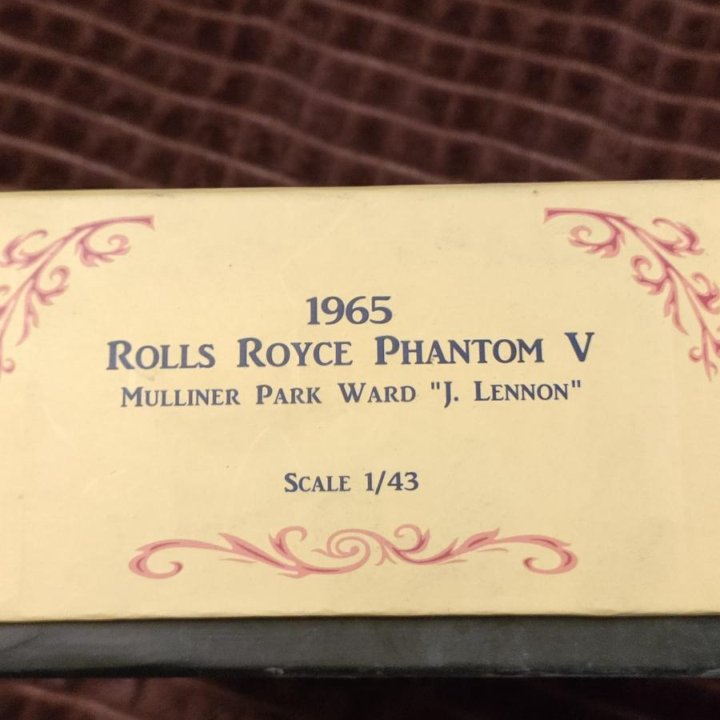 1965
Rolls Royce Phantom V
Mulliner Park Ward "J. Lennon"
Scale 1/43